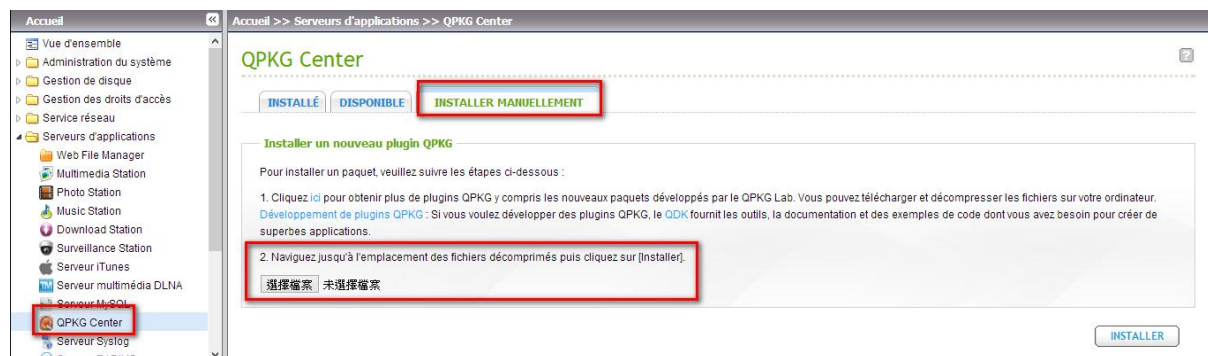 Accueil
Accueil >> Serveurs d'applications >> QPKG Center
Vue d'ensemble
Administration du système
Gestion de disque
Gestion des droits d'accès
Service réseau
Serveurs d'applications
Web File Manager
Multimedia Station
Photo Station
Music Station
Download Station
Surveillance Station
Serveur iTunes
Serveur multimédia DLNA
Serveur MySQL
QPKG Center
Serveur Syslog
QPKG Center
INSTALLÉ
DISPONIBLE
INSTALLER MANUELLEMENT
Installer un nouveau plugin QPKG
Pour installer un paquet, veuillez suivre les étapes ci-dessous :
1. Cliquez ici pour obtenir plus de plugins QPKG y compris les nouveaux paquets développés par le QPKG Lab. Vous pouvez télécharger et décompresser les fichiers sur votre ordinateur.
Développement de plugins QPKG : Si vous voulez développer des plugins QPKG, le QDK fournit les outils, la documentation et des exemples de code dont vous avez besoin pour créer de
superbes applications.
2. Naviguez jusqu'à l'emplacement des fichiers décomprimés puis cliquez sur [Installer].
選擇檔案 未選擇檔案
INSTALLER